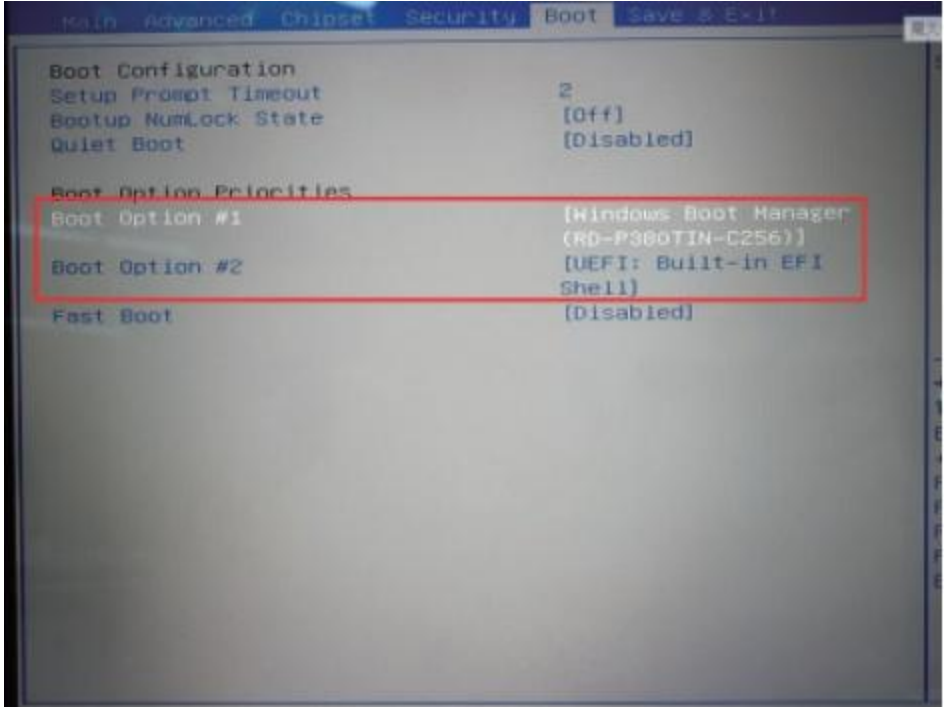 Main Advanced Chipset Security Boot Save & Exit
Boot Configuration
Setup Prompt Timeout 2
Bootup NumLock State [Off]
Quiet Boot [Disabled]
Boot Option Priorities
Boot Option #1 [Windows Boot Manager
(RD-P380TIN-C256)]
Boot Option #2 [UEFI: Built-in EFI
Shell]
Fast Boot [Disabled]